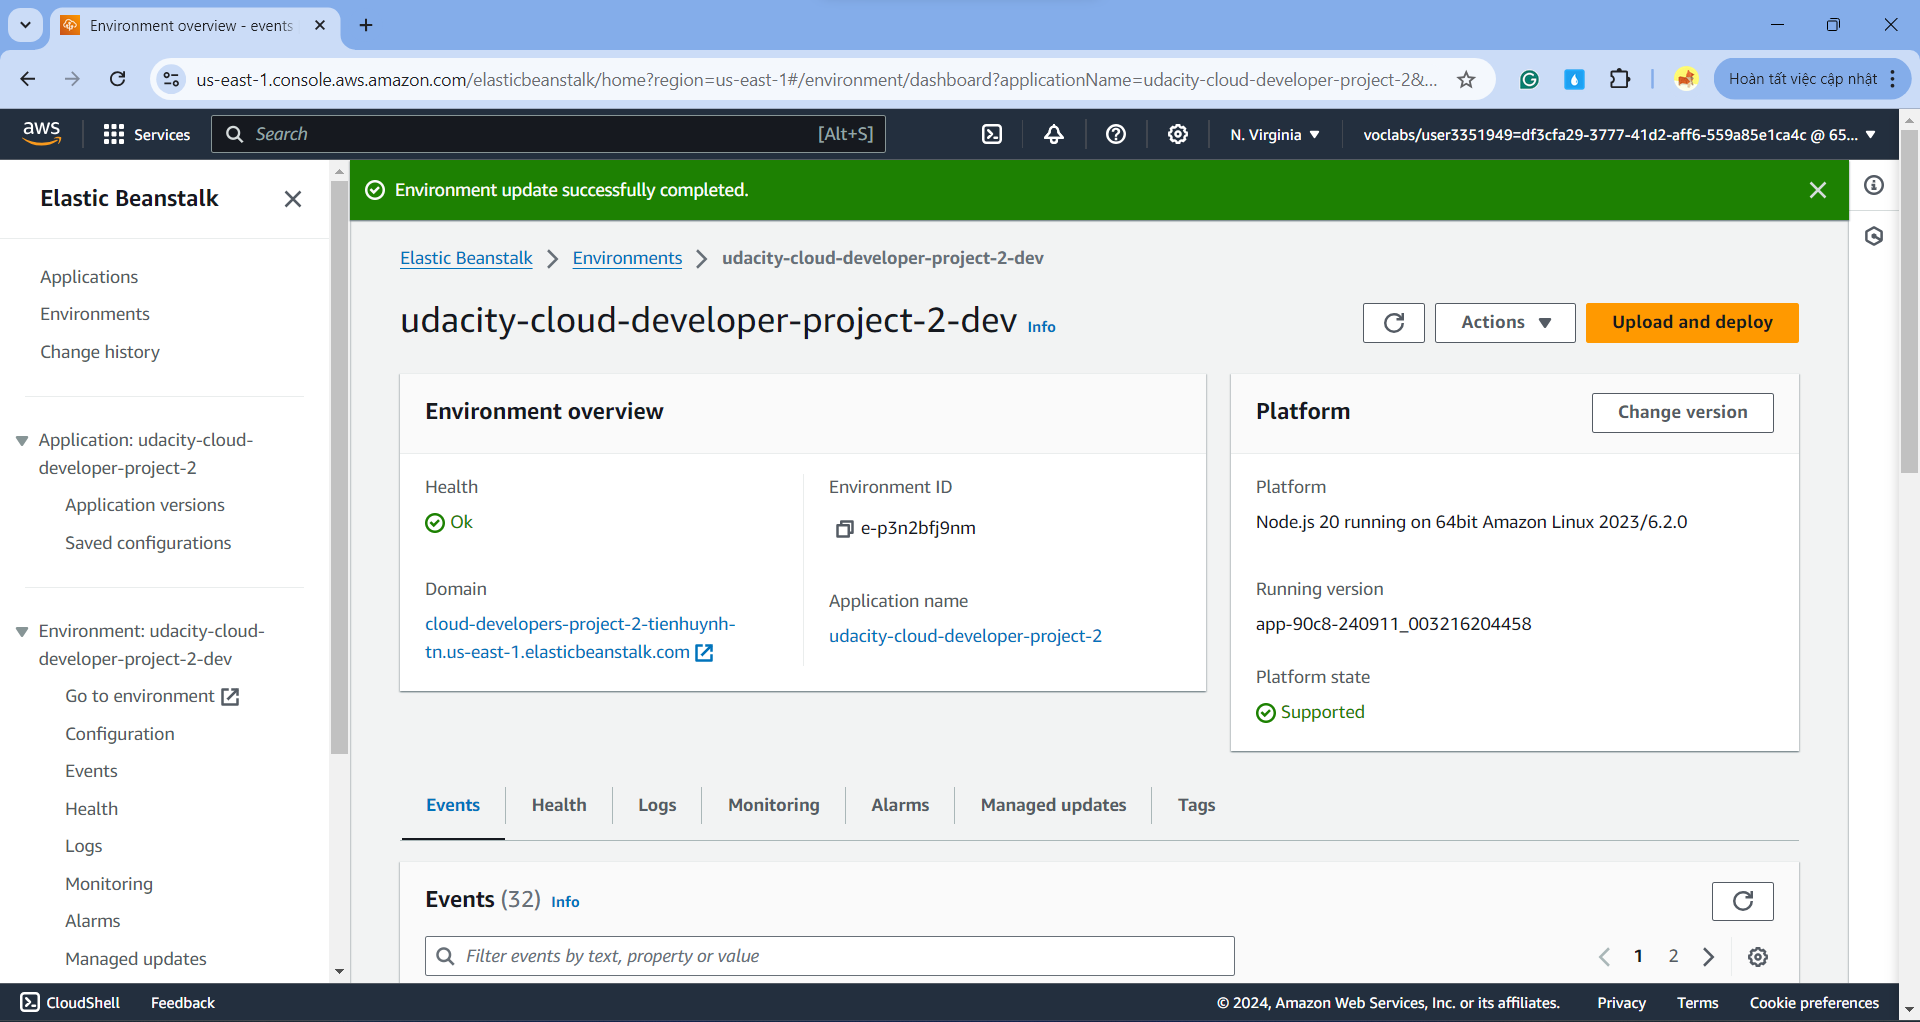 Environment overview - events
us-east-1.console.aws.amazon.com/elasticbeanstalk/home?region=us-east-1#/environment/dashboard?applicationName=udacity-cloud-developer-project-2&...
Hoàn tất việc cập nhật
aws
Services
Search
[Alt+S]
N. Virginia
voclabs/user3351949=df3cfa29-3777-41d2-aff6-559a85e1ca4c @ 65...
Elastic Beanstalk
Applications
Environments
Change history
Application: udacity-cloud-
developer-project-2
Application versions
Saved configurations
Environment: udacity-cloud-
developer-project-2-dev
Go to environment
Configuration
Events
Health
Logs
Monitoring
Alarms
Managed updates
Environment update successfully completed.
Elastic Beanstalk
Environments
udacity-cloud-developer-project-2-dev
udacity-cloud-developer-project-2-dev Info
Actions
Upload and deploy
Environment overview
Health
Ok
Domain
cloud-developers-project-2-tienhuynh-
tn.us-east-1.elasticbeanstalk.com
Environment ID
e-p3n2bfj9nm
Application name
udacity-cloud-developer-project-2
Platform
Change version
Platform
Node.js 20 running on 64bit Amazon Linux 2023/6.2.0
Running version
app-90c8-240911_003216204458
Platform state
Supported
Events
Health
Logs
Monitoring
Alarms
Managed updates
Tags
Events (32) Info
Filter events by text, property or value
1 2
CloudShell
Feedback
© 2024, Amazon Web Services, Inc. or its affiliates.
Privacy
Terms
Cookie preferences